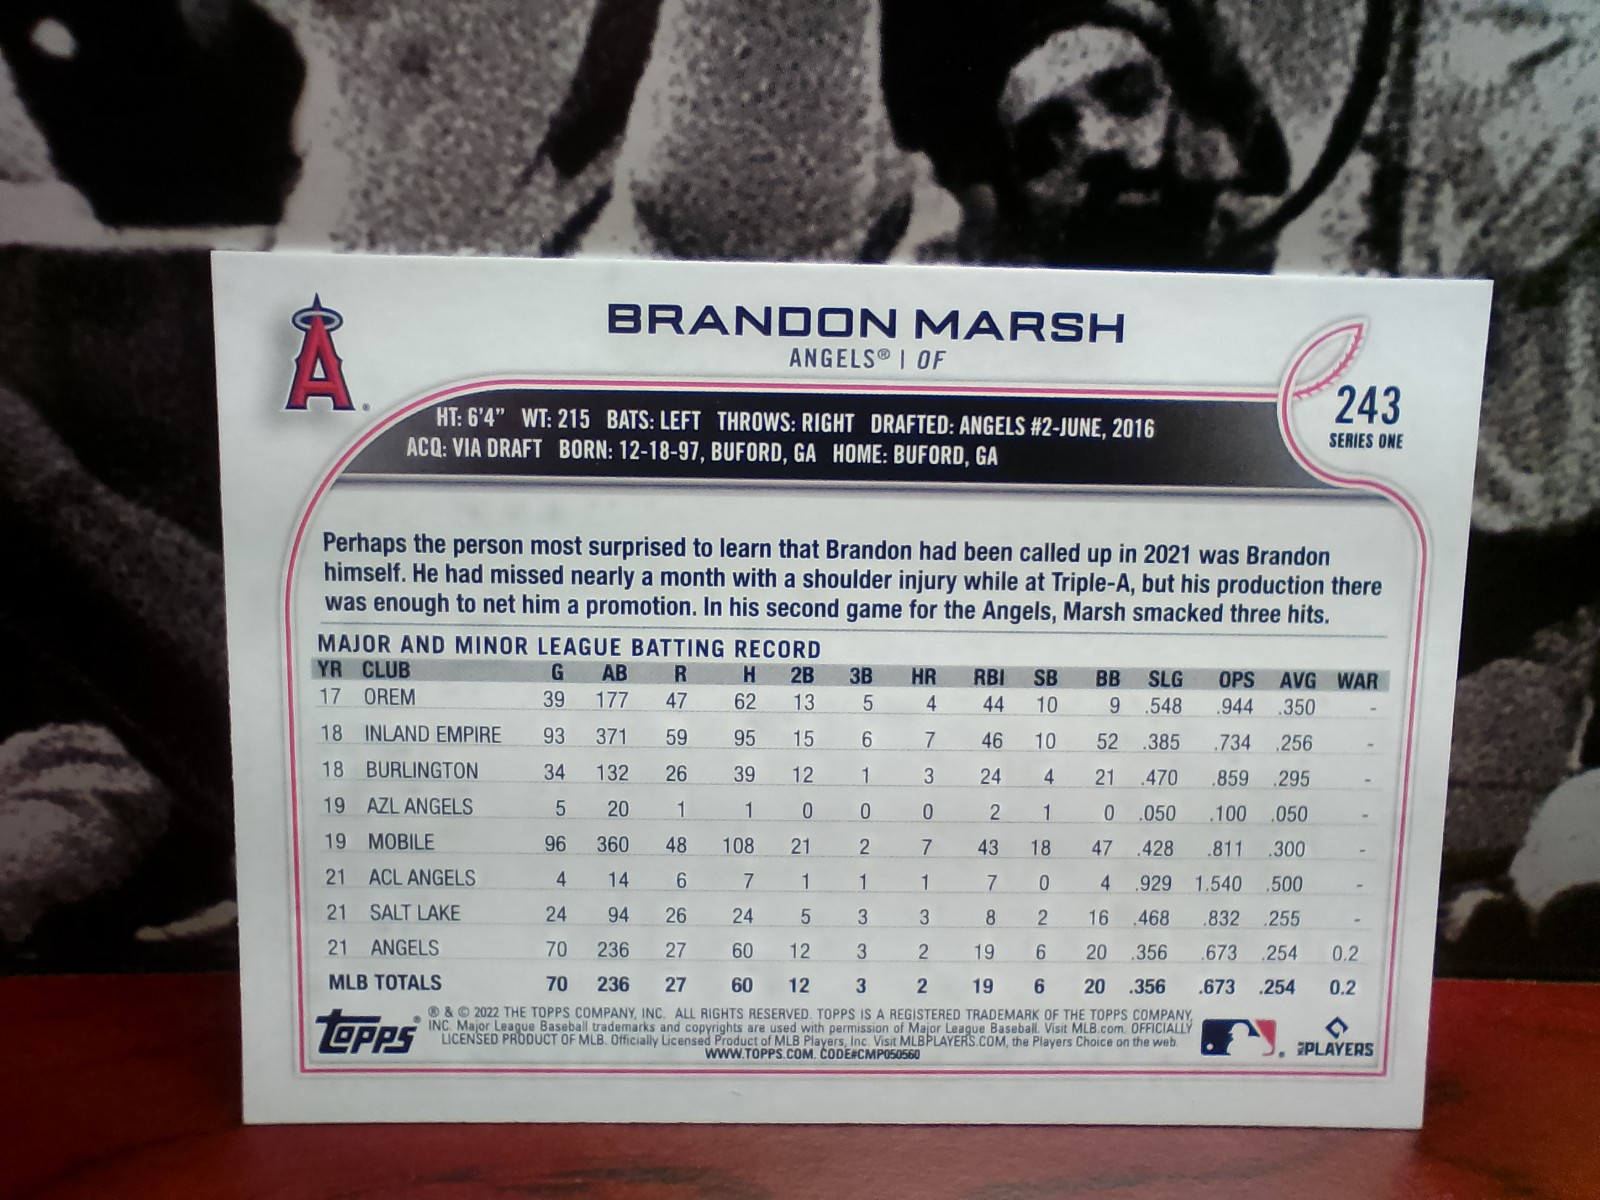 BRANDON MARSH
ANGELS® | OF
A®
243
SERIES ONE
HT: 6'4" WT: 215 BATS: LEFT THROWS: RIGHT DRAFTED: ANGELS #2-JUNE, 2016
ACQ: VIA DRAFT BORN: 12-18-97, BUFORD, GA HOME: BUFORD, GA
Perhaps the person most surprised to learn that Brandon had been called up in 2021 was Brandon
himself. He had missed nearly a month with a shoulder injury while at Triple-A, but his production there
was enough to net him a promotion. In his second game for the Angels, Marsh smacked three hits.
MAJOR AND MINOR LEAGUE BATTING RECORD
YR CLUB G AB R H 2B 3B HR RBI SB BB SLG OPS AVG WAR
17 OREM 39 177 47 62 13 5 4 44 10 9 .548 .944 .350 -
18 INLAND EMPIRE 93 371 59 95 15 6 7 46 10 52 .385 .734 .256 -
18 BURLINGTON 34 132 26 39 12 1 3 24 4 21 .470 .859 .295 -
19 AZL ANGELS 5 20 1 1 0 0 0 2 1 0 .050 .100 .050 -
19 MOBILE 96 360 48 108 21 2 7 43 18 47 .428 .811 .300 -
21 ACL ANGELS 4 14 6 7 1 1 1 7 0 4 .929 1.540 .500 -
21 SALT LAKE 24 94 26 24 5 3 3 8 2 16 .468 .832 .255 -
21 ANGELS 70 236 27 60 12 3 2 19 6 20 .356 .673 .254 0.2
MLB TOTALS 70 236 27 60 12 3 2 19 6 20 .356 .673 .254 0.2
topps®
® & © 2022 THE TOPPS COMPANY, INC. ALL RIGHTS RESERVED. TOPPS IS A REGISTERED TRADEMARK OF THE TOPPS COMPANY,
INC. Major League Baseball trademarks and copyrights are used with permission of Major League Baseball. Visit MLB.com. OFFICIALLY
LICENSED PRODUCT OF MLB. Officially Licensed Product of MLB Players, Inc. Visit MLBPLAYERS.COM, the Players Choice on the web.
WWW.TOPPS.COM. CODE#CMP050560
MLB PLAYERS